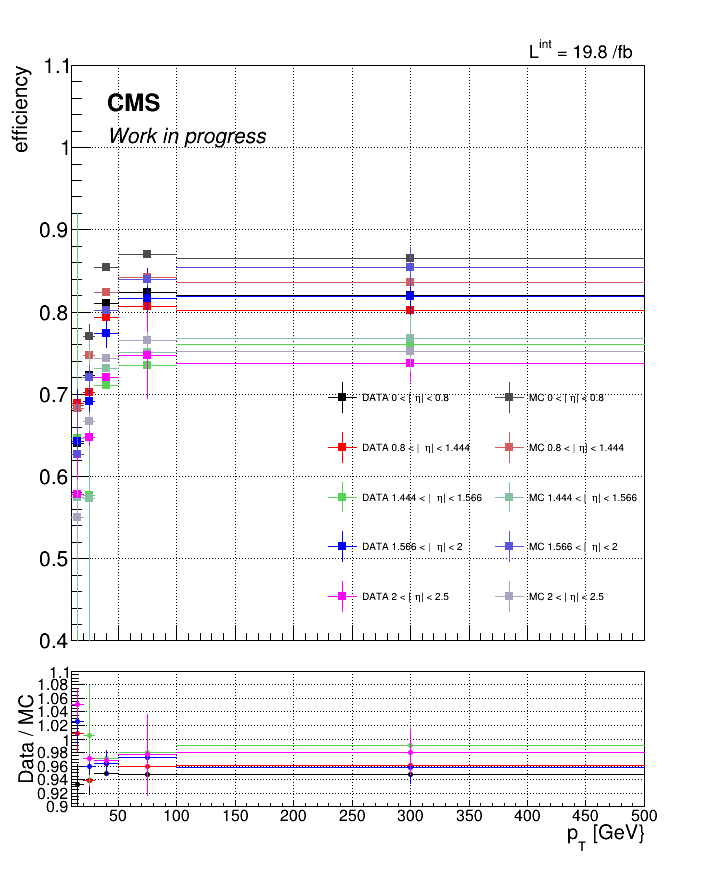 L^int = 19.8 /fb
efficiency
1.1
1
0.9
0.8
0.7
0.6
0.5
0.4
CMS
Work in progress
DATA 0 < | η| < 0.8
MC 0 < | η| < 0.8
DATA 0.8 < | η| < 1.444
MC 0.8 < | η| < 1.444
DATA 1.444 < | η| < 1.566
MC 1.444 < | η| < 1.566
DATA 1.566 < | η| < 2
MC 1.566 < | η| < 2
DATA 2 < | η| < 2.5
MC 2 < | η| < 2.5
Data / MC
1.1
1.08
1.06
1.04
1.02
1
0.98
0.96
0.94
0.92
0.9
50 100 150 200 250 300 350 400 450 500
p_T [GeV}